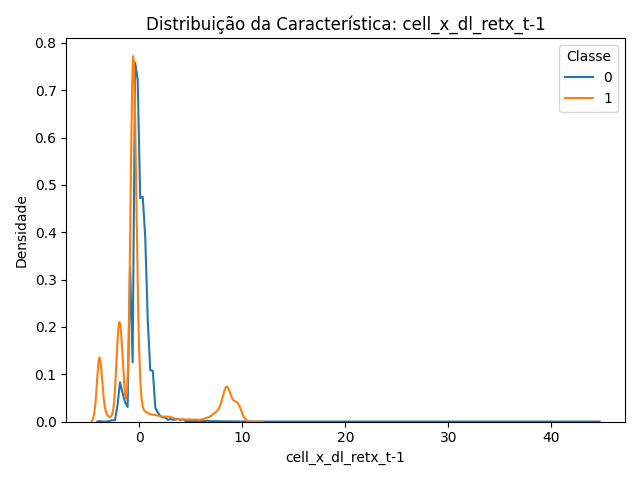 Distribuição da Característica: cell_x_dl_retx_t-1
Classe
0
1
Densidade
0.8
0.7
0.6
0.5
0.4
0.3
0.2
0.1
0.0
0 10 20 30 40
cell_x_dl_retx_t-1